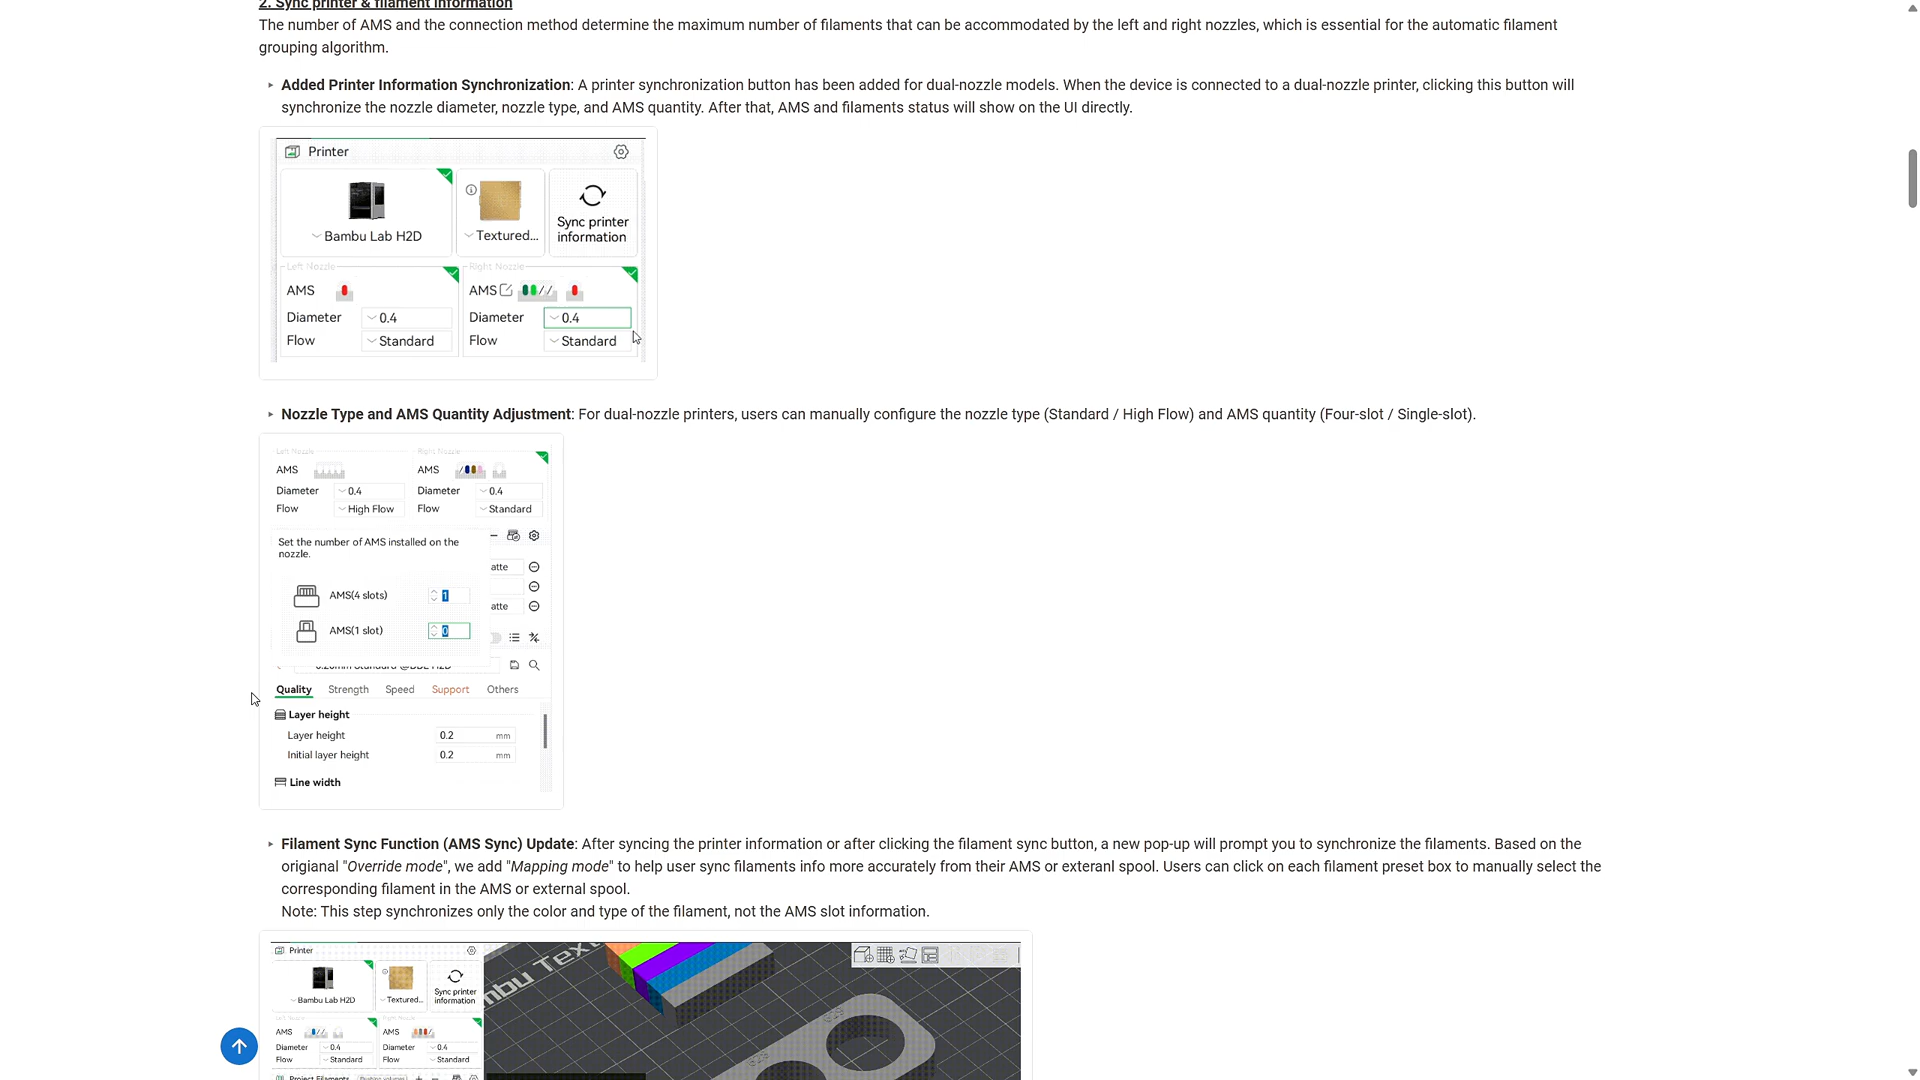 2. Sync printer & filament information
The number of AMS and the connection method determine the maximum number of filaments that can be accommodated by the left and right nozzles, which is essential for the automatic filament
grouping algorithm.
Added Printer Information Synchronization: A printer synchronization button has been added for dual-nozzle models. When the device is connected to a dual-nozzle printer, clicking this button will
synchronize the nozzle diameter, nozzle type, and AMS quantity. After that, AMS and filaments status will show on the UI directly.
Printer
Bambu Lab H2D
Textured...
Sync printer
information
Left Nozzle
Right Nozzle
AMS
AMS
Diameter 0.4
Diameter 0.4
Flow Standard
Flow Standard
Nozzle Type and AMS Quantity Adjustment: For dual-nozzle printers, users can manually configure the nozzle type (Standard / High Flow) and AMS quantity (Four-slot / Single-slot).
Left Nozzle
Right Nozzle
AMS
AMS
Diameter 0.4
Diameter 0.4
Flow High Flow
Flow Standard
Set the number of AMS installed on the
nozzle.
atte
AMS(4 slots) 1
atte
AMS(1 slot) 0
0.20mm Standard @BBL H2D
Quality Strength Speed Support Others
Layer height
Layer height 0.2 mm
Initial layer height 0.2 mm
Line width
Filament Sync Function (AMS Sync) Update: After syncing the printer information or after clicking the filament sync button, a new pop-up will prompt you to synchronize the filaments. Based on the
origianal "Override mode", we add "Mapping mode" to help user sync filaments info more accurately from their AMS or exteranl spool. Users can click on each filament preset box to manually select the
corresponding filament in the AMS or external spool.
Note: This step synchronizes only the color and type of the filament, not the AMS slot information.
Printer
Bambu Lab H2D
Textured...
Sync printer
information
AMS
AMS
Diameter 0.4
Diameter 0.4
Flow Standard
Flow Standard
Project Filaments
mbu Text